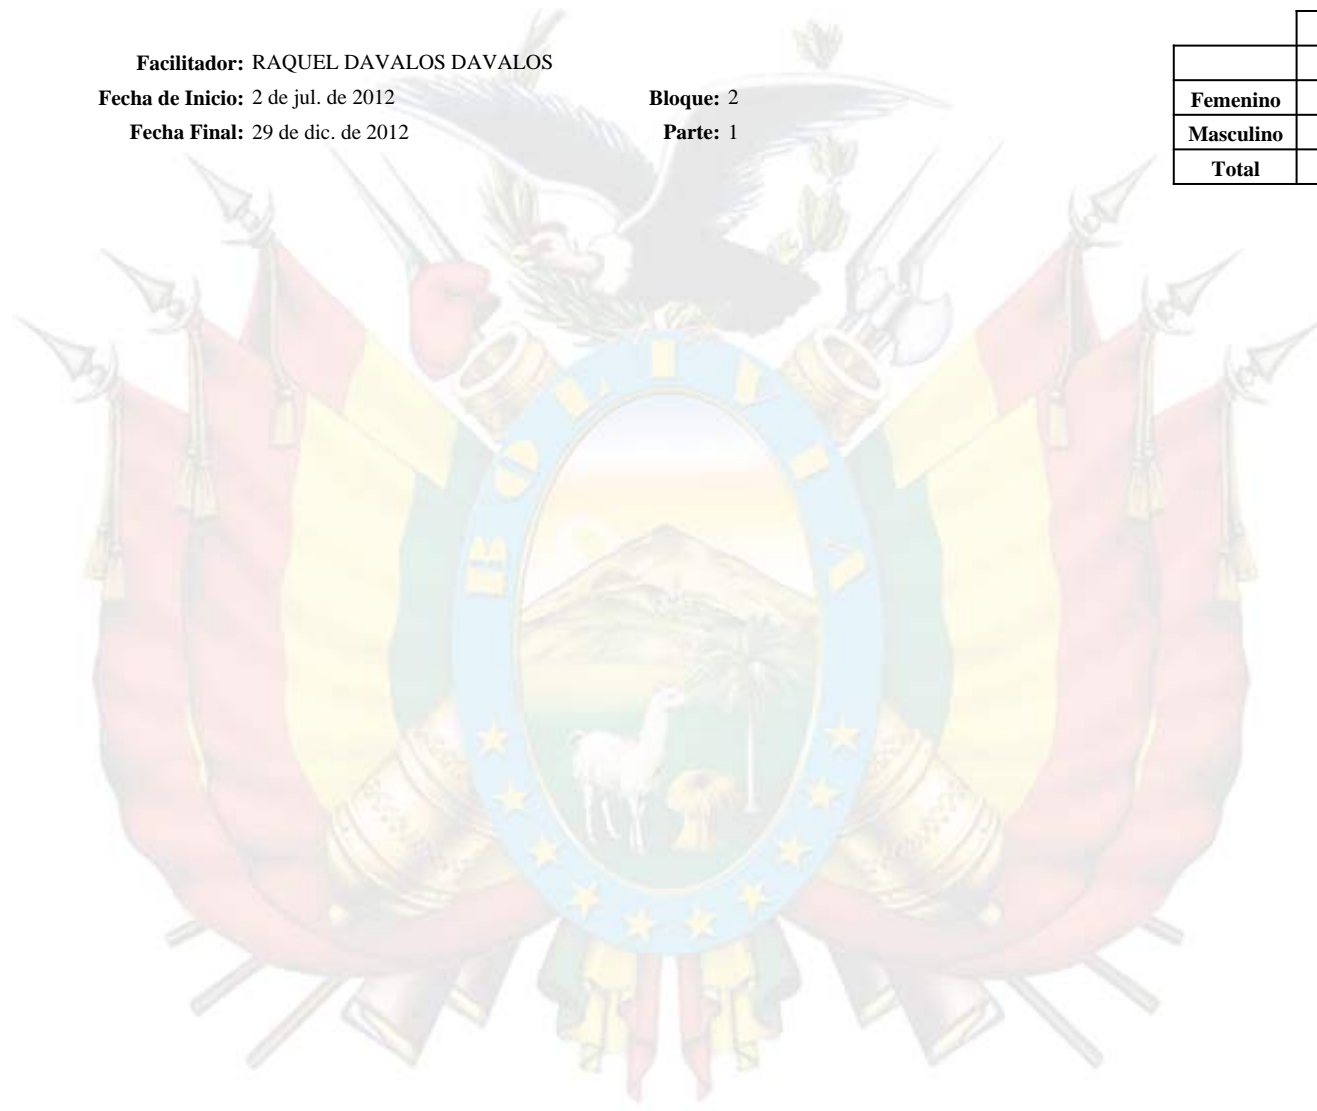 Facilitador: RAQUEL DAVALOS DAVALOS
Fecha de Inicio: 2 de jul. de 2012 Bloque: 2
Fecha Final: 29 de dic. de 2012 Parte: 1
Femenino
Masculino
Total
BOLIVIA